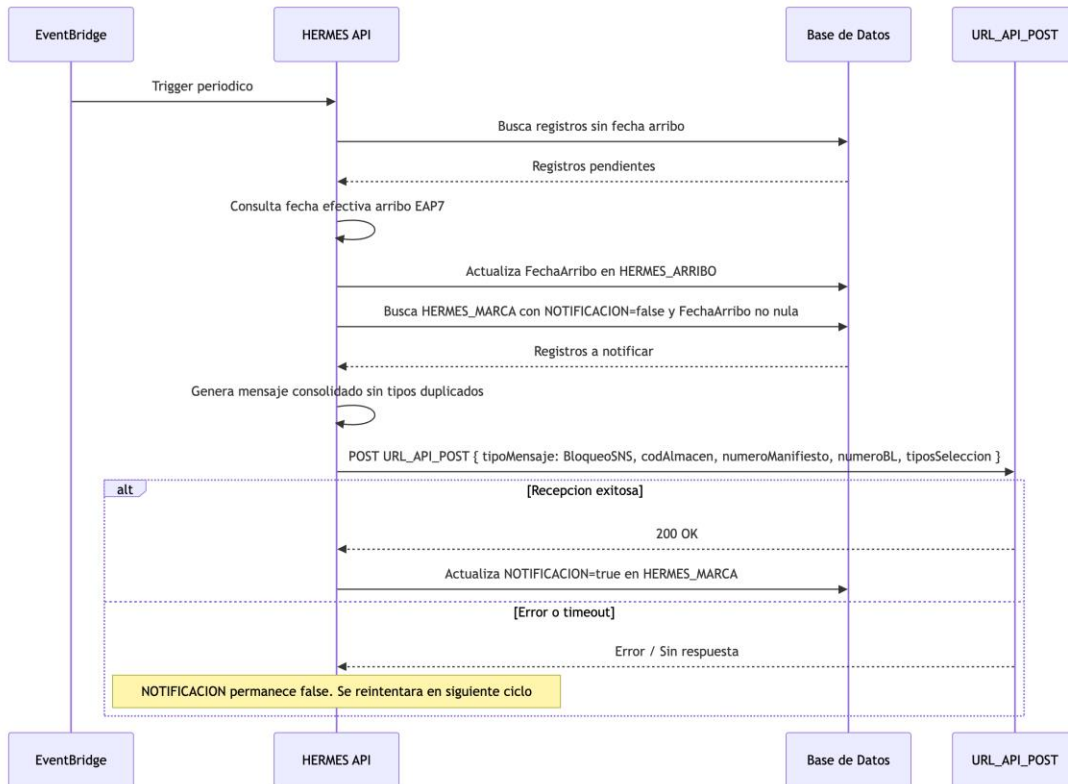 EventBridge
HERMES API
Base de Datos
URL_API_POST
Trigger periodico
Busca registros sin fecha arribo
Registros pendientes
Consulta fecha efectiva arribo EAP7
Actualiza FechaArribo en HERMES_ARRIBO
Busca HERMES_MARCA con NOTIFICACION=false y FechaArribo no nula
Registros a notificar
Genera mensaje consolidado sin tipos duplicados
POST URL_API_POST { tipoMensaje: BloqueoSNS, codAlmacen, numeroManifiesto, numeroBL, tiposSeleccion }
alt
[Recepcion exitosa]
200 OK
Actualiza NOTIFICACION=true en HERMES_MARCA
[Error o timeout]
Error / Sin respuesta
NOTIFICACION permanece false. Se reintentara en siguiente ciclo
EventBridge
HERMES API
Base de Datos
URL_API_POST